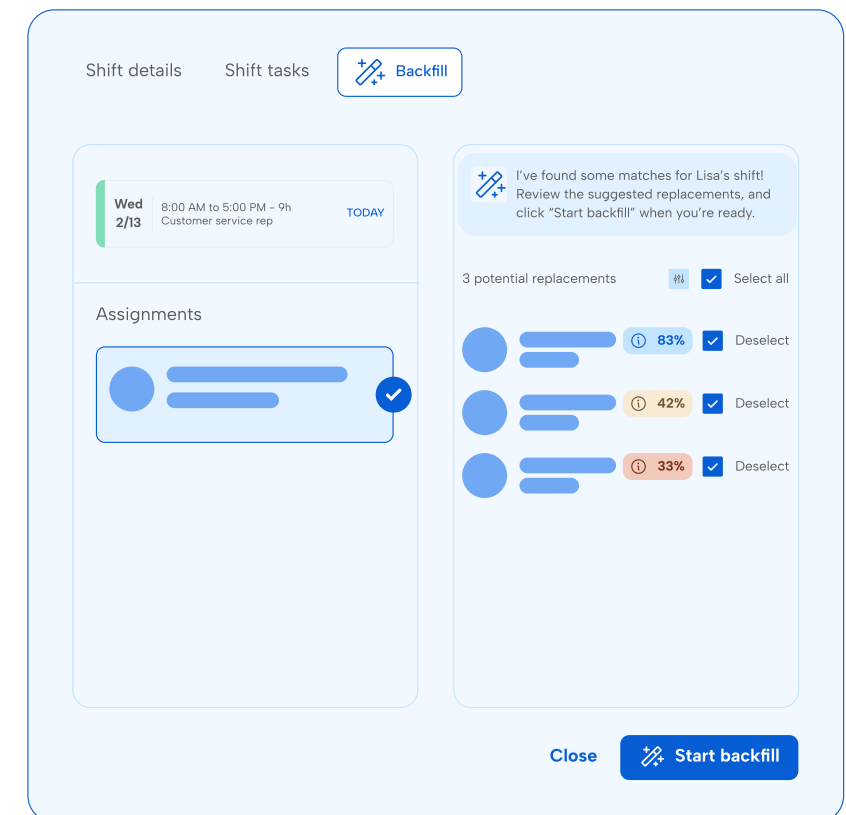 Shift details
Shift tasks
Backfill
Wed
2/13
8:00 AM to 5:00 PM – 9h
Customer service rep
TODAY
Assignments
I’ve found some matches for Lisa’s shift!
Review the suggested replacements, and
click “Start backfill” when you’re ready.
3 potential replacements
Select all
83%
Deselect
42%
Deselect
33%
Deselect
Close
Start backfill